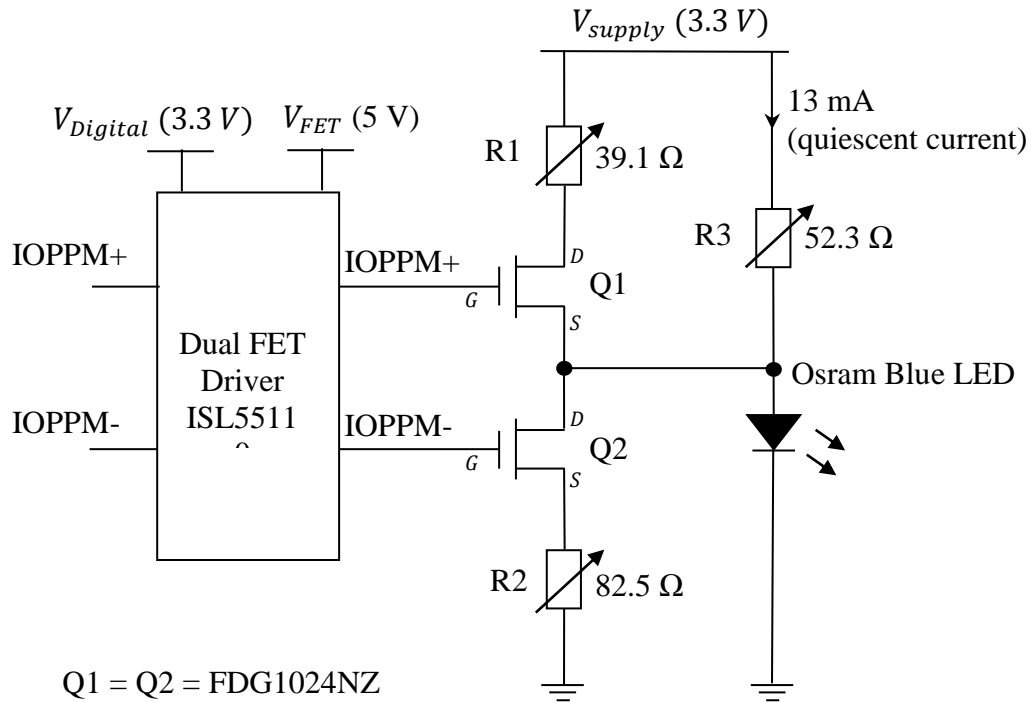 V_supply (3.3 V)
V_Digital (3.3 V)
V_FET (5 V)
13 mA
(quiescent current)
R1
39.1 Ω
R3
52.3 Ω
IOPPM+
IOPPM+
D
G
Q1
S
Dual FET
Driver
ISL5511
Osram Blue LED
IOPPM-
IOPPM-
D
G
Q2
S
R2
82.5 Ω
Q1 = Q2 = FDG1024NZ